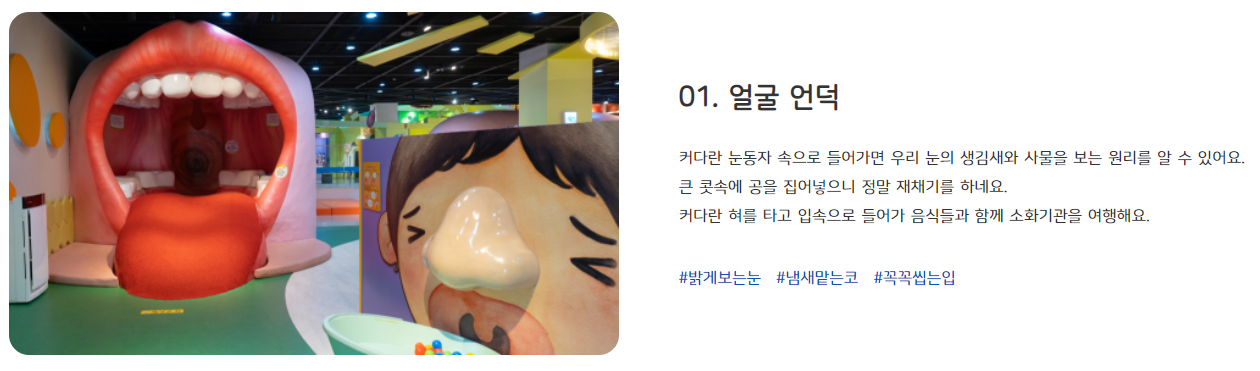 01. 얼굴 언덕
커다란 눈동자 속으로 들어가면 우리 눈의 생김새와 사물을 보는 원리를 알 수 있어요.
큰 콧속에 공을 집어넣으니 정말 재채기를 하네요.
커다란 혀를 타고 입속으로 들어가 음식들과 함께 소화기관을 여행해요.
#밝게보는눈 #냄새맡는코 #꼭꼭씹는입